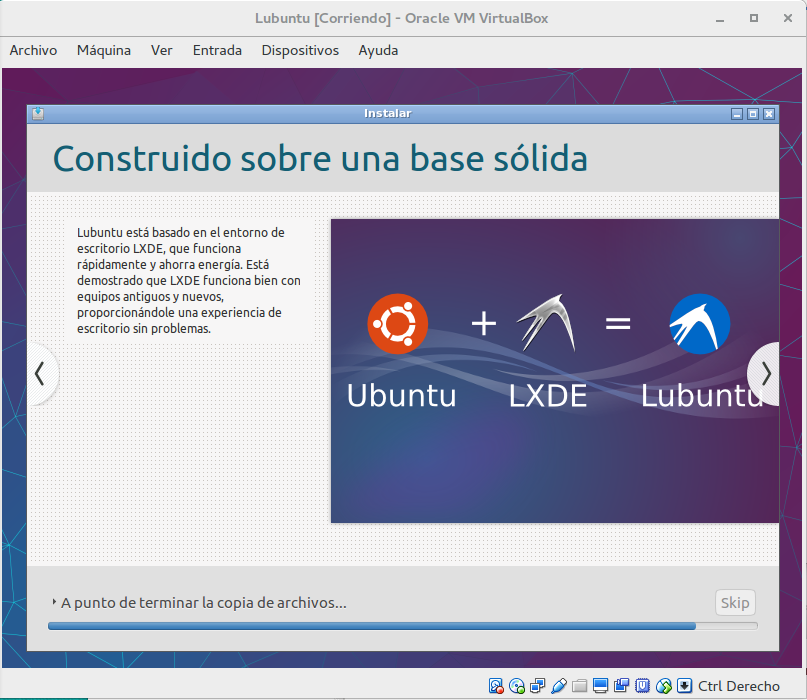 Lubuntu [Corriendo] - Oracle VM VirtualBox
Archivo Máquina Ver Entrada Dispositivos Ayuda
Instalar
Construido sobre una base sólida
Lubuntu está basado en el entorno de
escritorio LXDE, que funciona
rápidamente y ahorra energía. Está
demostrado que LXDE funciona bien con
equipos antiguos y nuevos,
proporcionándole una experiencia de
escritorio sin problemas.
+ =
Ubuntu LXDE Lubuntu
A punto de terminar la copia de archivos...
Skip
Ctrl Derecho